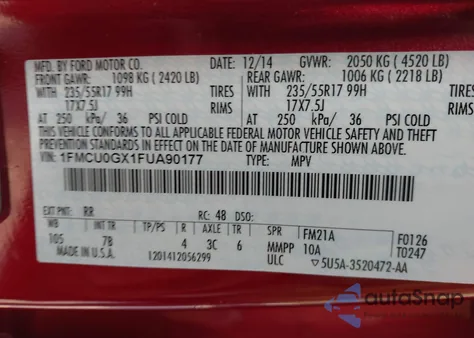 MFD. BY FORD MOTOR CO. 12/14 GVWR: 2050 KG ( 4520 LB)
FRONT GAWR: 1098 KG ( 2420 LB) REAR GAWR: 1006 KG ( 2218 LB)
WITH 235/55R17 99H TIRES WITH 235/55R17 99H TIRES
17X7.5J RIMS 17X7.5J RIMS
AT 250 kPa/ 36 PSI COLD AT 250 kPa/ 36 PSI COLD
THIS VEHICLE CONFORMS TO ALL APPLICABLE FEDERAL MOTOR VEHICLE SAFETY AND THEFT
PREVENTION STANDARDS IN EFFECT ON THE DATE OF MANUFACTURE SHOWN ABOVE.
VIN: 1FMCU0GX1FUA90177 TYPE: MPV
EXT PNT: RR RC: 48 DSO:
WB INT TR TP/PS R AXLE TR SPR FM21A F0126
105 7B 4 3C 6 MMPP 10A T0247
MADE IN U.S.A. 1201412056299 ULC 5U5A-3520472-AA
autoSnap